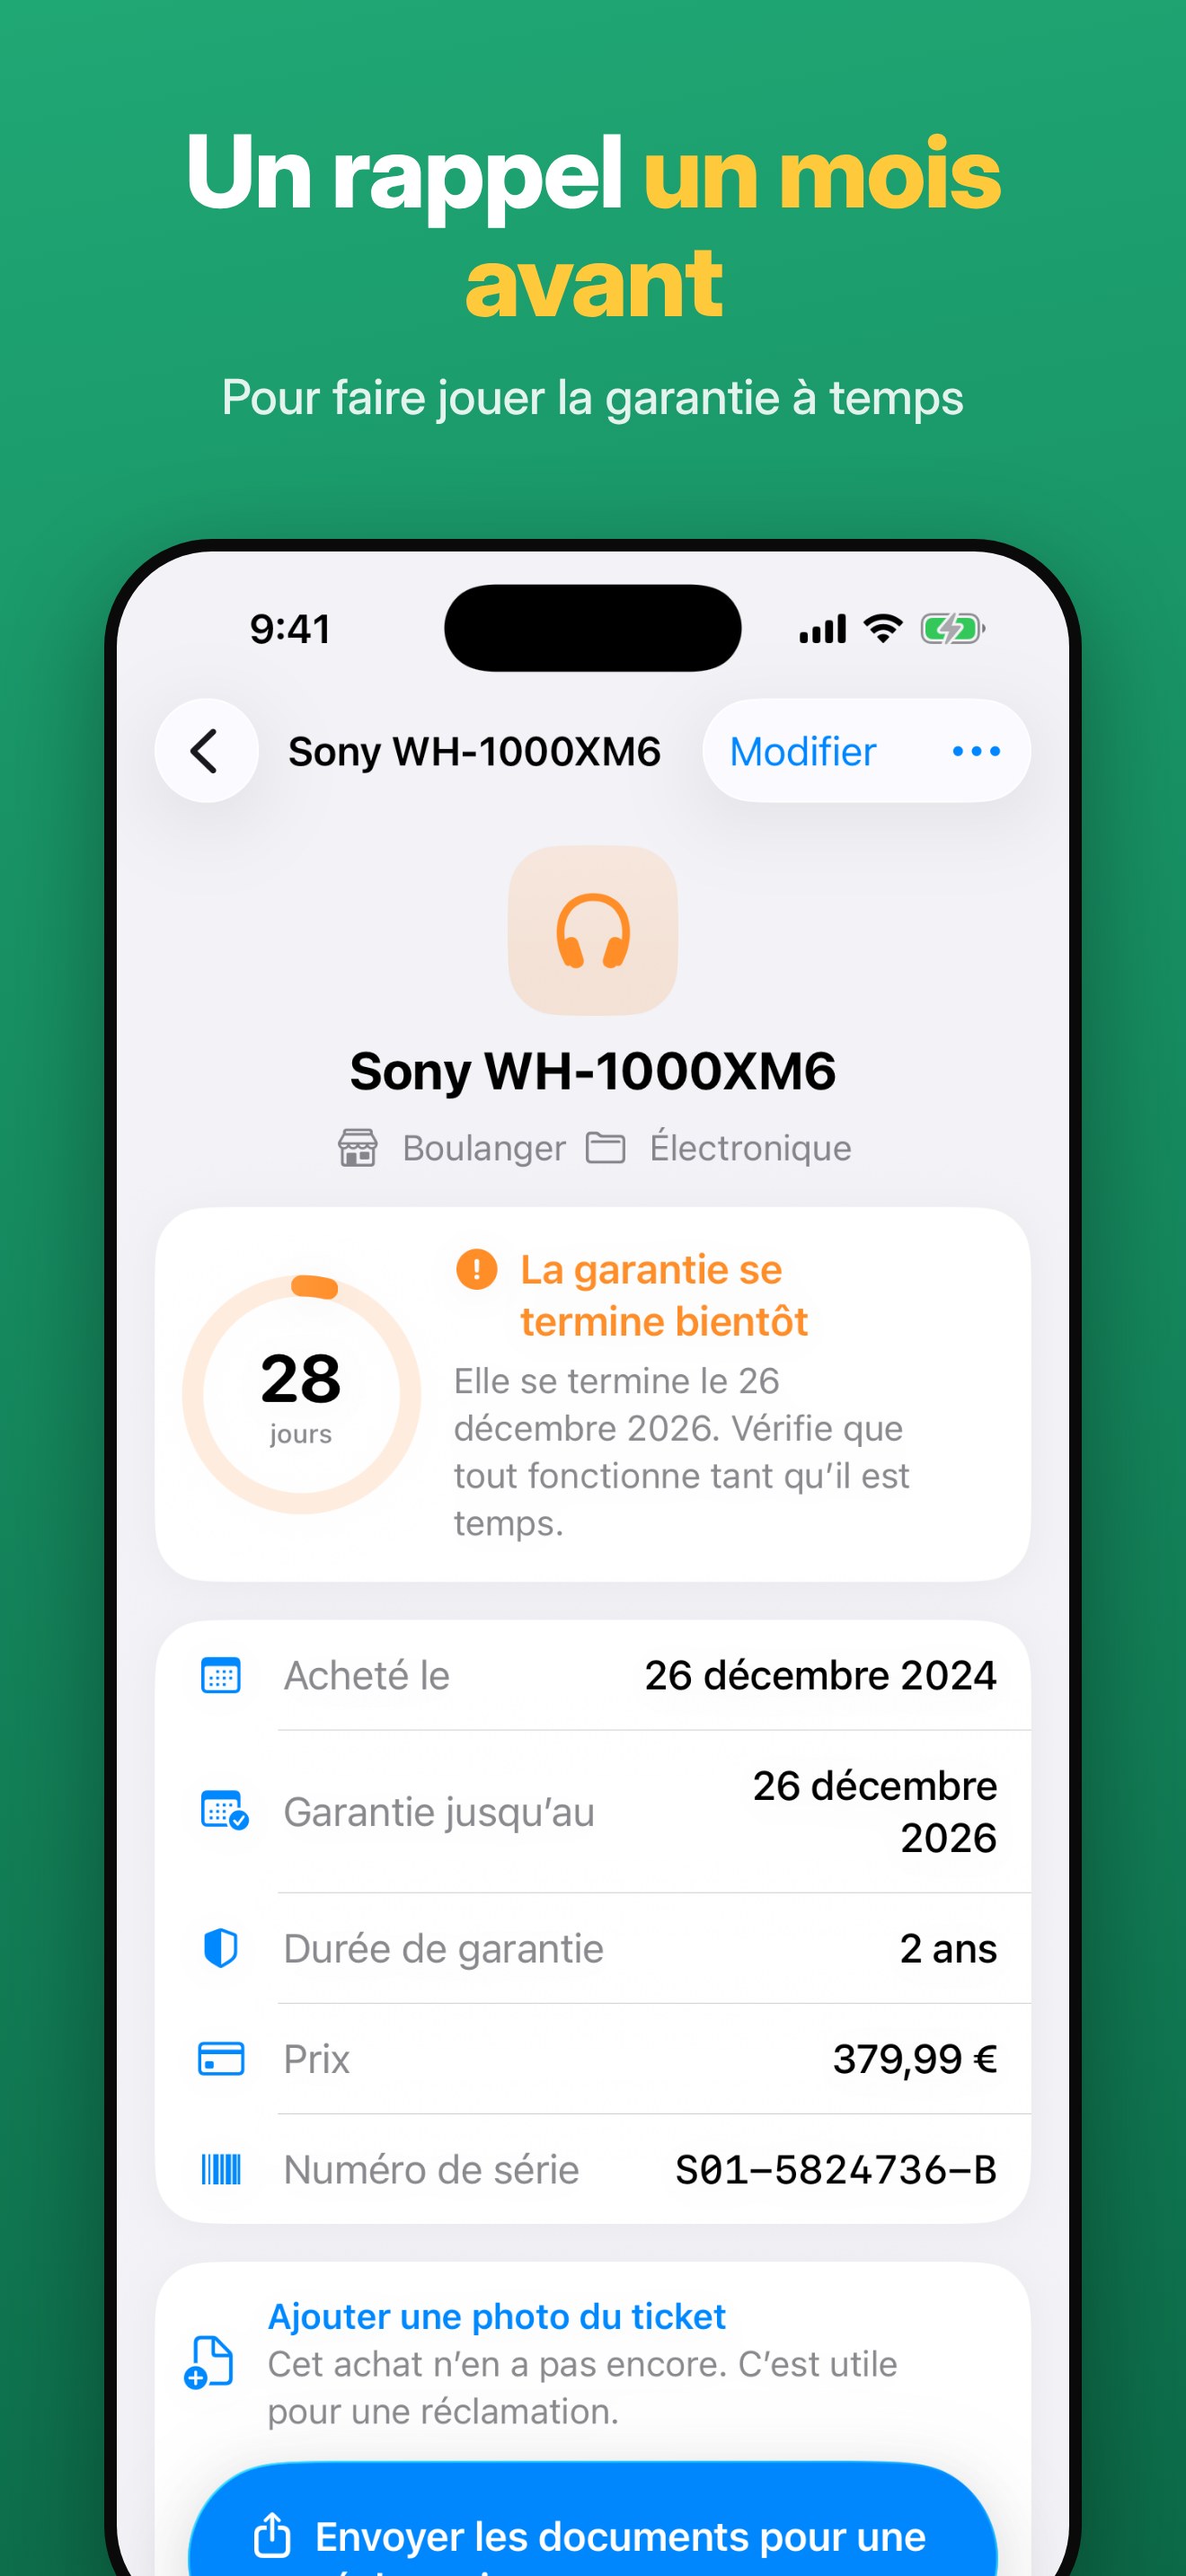 Un rappel un mois
avant
Pour faire jouer la garantie à temps
9:41
Sony WH-1000XM6
Modifier
Sony WH-1000XM6
Boulanger Électronique
28
jours
La garantie se
termine bientôt
Elle se termine le 26
décembre 2026. Vérifie que
tout fonctionne tant qu’il est
temps.
Acheté le 26 décembre 2024
Garantie jusqu’au 26 décembre
2026
Durée de garantie 2 ans
Prix 379,99 €
Numéro de série S01-5824736-B
Ajouter une photo du ticket
Cet achat n’en a pas encore. C’est utile
pour une réclamation.
Envoyer les documents pour une